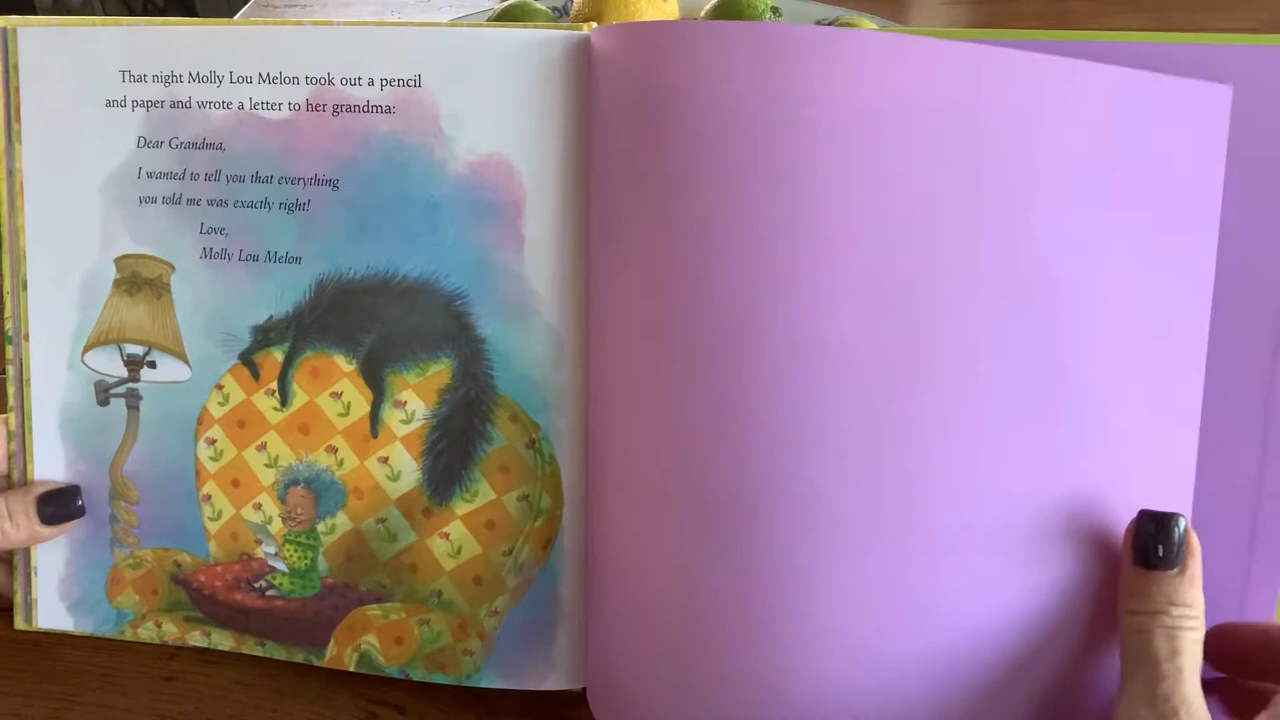 That night Molly Lou Melon took out a pencil
and paper and wrote a letter to her grandma:
Dear Grandma,
I wanted to tell you that everything
you told me was exactly right!
Love,
Molly Lou Melon